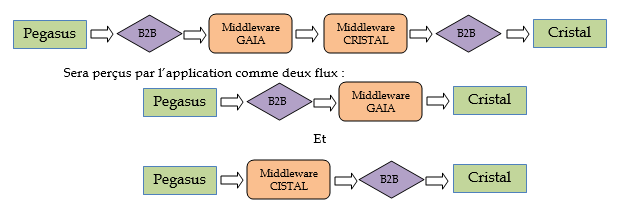 Pegasus B2B Middleware GAIA Middleware CRISTAL B2B Cristal
Sera perçus par l'application comme deux flux :
Pegasus B2B Middleware GAIA Cristal
Et
Pegasus Middleware CISTAL B2B Cristal